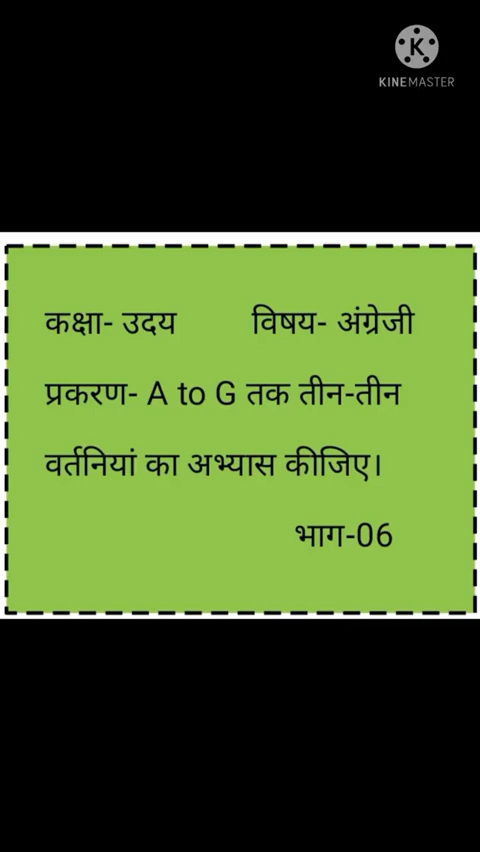 KINEMASTER
कक्षा- उदय विषय- अंग्रेजी
प्रकरण- A to G तक तीन-तीन
वर्तनियां का अभ्यास कीजिए।
भाग-06